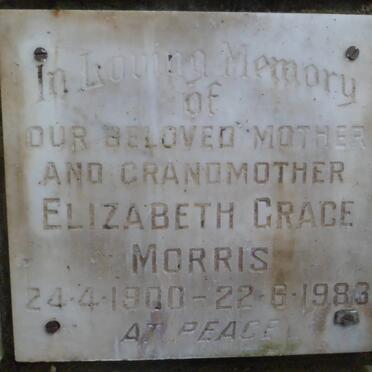 In Loving Memory
of
OUR BELOVED MOTHER
AND GRANDMOTHER
ELIZABETH GRACE
MORRIS
24·4·1900 - 22·6·1983
AT PEACE